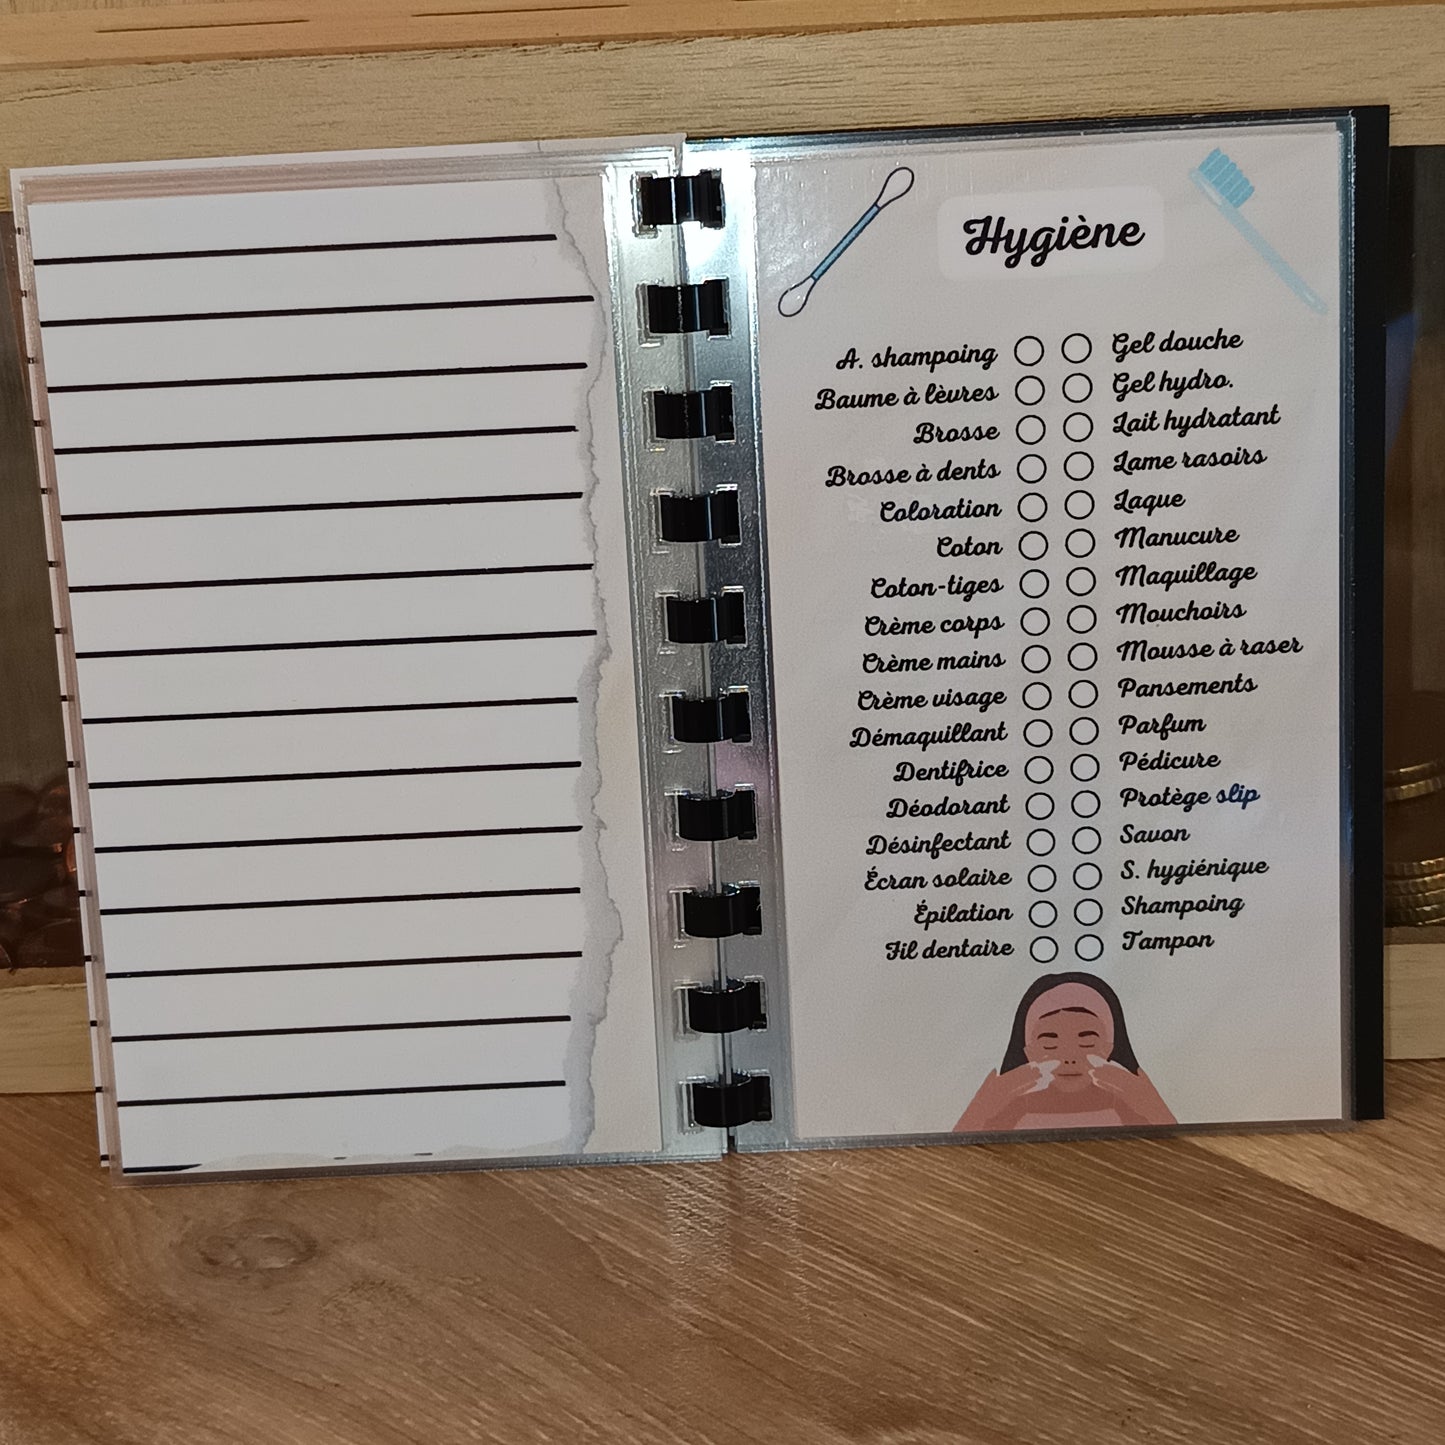 Hygiène
A. shampoing
Baume à lèvres
Brosse
Brosse à dents
Coloration
Coton
Coton-tiges
Crème corps
Crème mains
Crème visage
Démaquillant
Dentifrice
Déodorant
Désinfectant
Écran solaire
Épilation
Fil dentaire
Gel douche
Gel hydro.
Lait hydratant
Lame rasoirs
Laque
Manucure
Maquillage
Mouchoirs
Mousse à raser
Pansements
Parfum
Pédicure
Protège slip
Savon
S. hygiénique
Shampoing
Tampon